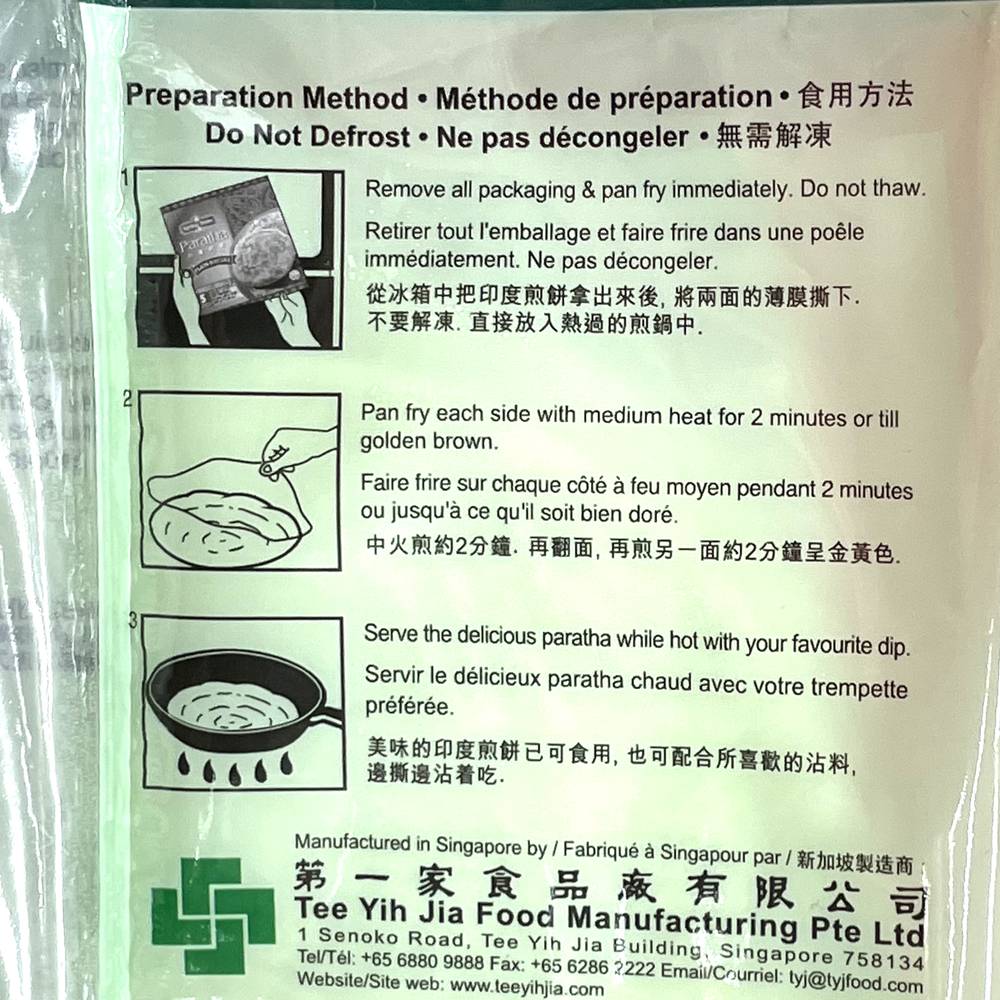 Preparation Method • Méthode de préparation • 食用方法
Do Not Defrost • Ne pas décongeler • 無需解凍
1
Paratha
Remove all packaging & pan fry immediately. Do not thaw.
Retirer tout l'emballage et faire frire dans une poêle
immédiatement. Ne pas décongeler.
從冰箱中把印度煎餅拿出來後, 將兩面的薄膜撕下.
不要解凍. 直接放入熱過的煎鍋中.
2
Pan fry each side with medium heat for 2 minutes or till
golden brown.
Faire frire sur chaque côté à feu moyen pendant 2 minutes
ou jusqu'à ce qu'il soit bien doré.
中火煎約2分鐘. 再翻面, 再煎另一面約2分鐘呈金黃色.
3
Serve the delicious paratha while hot with your favourite dip.
Servir le délicieux paratha chaud avec votre trempette
préférée.
美味的印度煎餅已可食用, 也可配合所喜歡的沾料,
邊撕邊沾着吃.
Manufactured in Singapore by / Fabriqué à Singapour par / 新加坡製造商 :
第一家食品廠有限公司
Tee Yih Jia Food Manufacturing Pte Ltd
1 Senoko Road, Tee Yih Jia Building, Singapore 758134
Tel/Tél: +65 6880 9888 Fax: +65 6286 2222 Email/Courriel: tyj@tyjfood.com
Website/Site web: www.teeyihjia.com